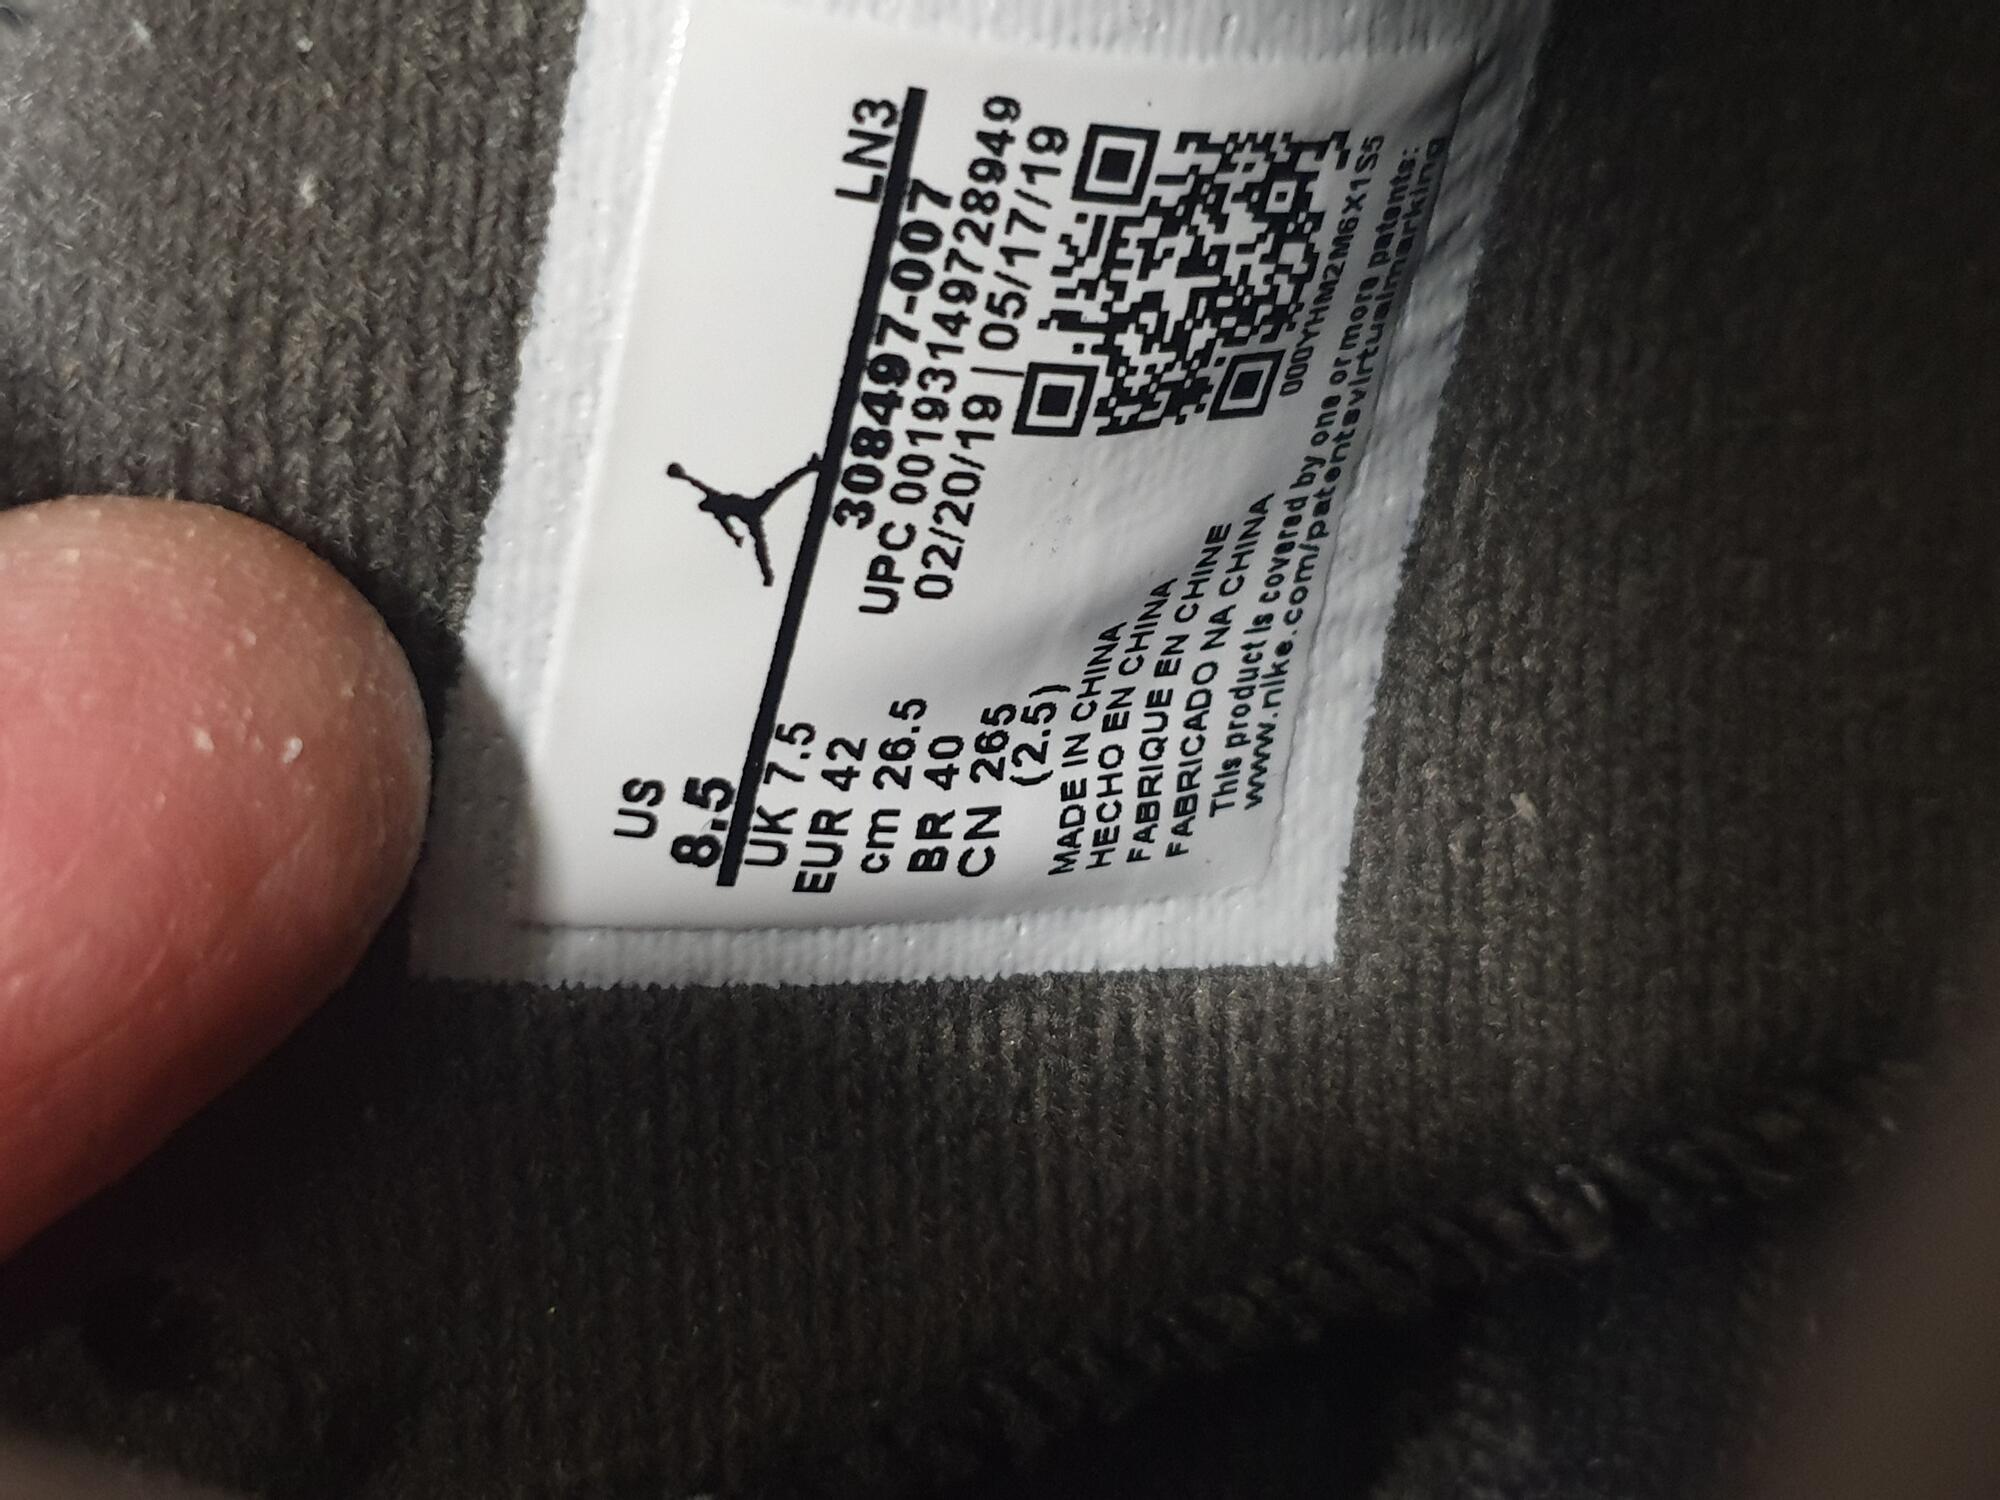 US
8.5
LN3
UK 7.5
EUR 42
cm 26.5
BR 40
CN 265
(2.5)
308497-007
UPC 00193149728949
02/20/19 | 05/17/19
MADE IN CHINA
HECHO EN CHINA
FABRIQUE EN CHINE
FABRICADO NA CHINA
000YHM2M6X1S5
This product is covered by one or more patents:
www.nike.com/patentsvirtualmarking